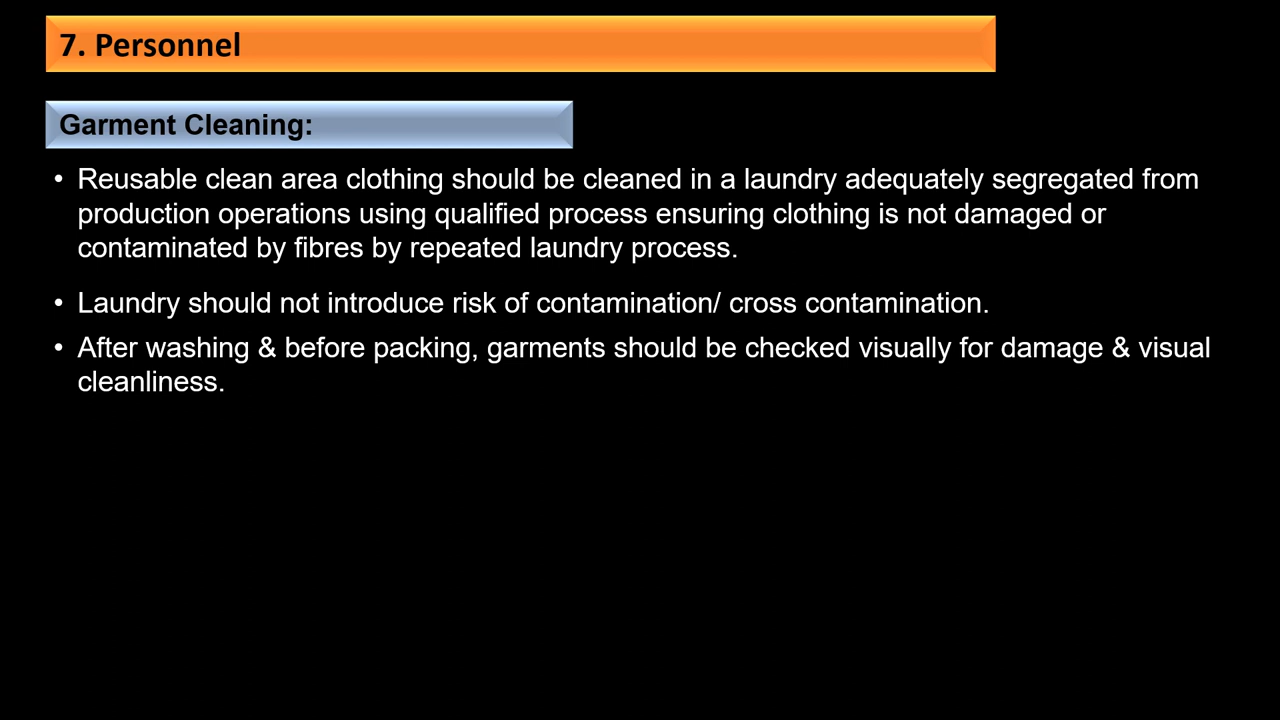 7. Personnel
Garment Cleaning:
• Reusable clean area clothing should be cleaned in a laundry adequately segregated from
production operations using qualified process ensuring clothing is not damaged or
contaminated by fibres by repeated laundry process.
• Laundry should not introduce risk of contamination/ cross contamination.
• After washing & before packing, garments should be checked visually for damage & visual
cleanliness.